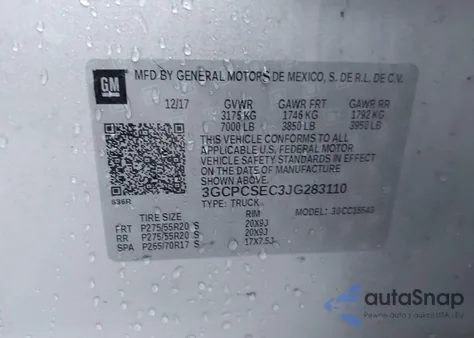 GM
MFD BY GENERAL MOTORS DE MEXICO, S. DE R.L. DE C.V.
12/17 GVWR GAWR FRT GAWR RR
3175 KG 1746 KG 1792 KG
7000 LB 3850 LB 3950 LB
THIS VEHICLE CONFORMS TO ALL
APPLICABLE U.S. FEDERAL MOTOR
VEHICLE SAFETY STANDARDS IN EFFECT
ON THE DATE OF MANUFACTURE
SHOWN ABOVE.
3GCPCSEC3JG283110
TYPE: TRUCK MODEL:
TIRE SIZE RIM
FRT P275/55R20 S 20X9J
RR P275/55R20 S 20X9J
SPA P265/70R17 S 17X7.5J
autoSnap